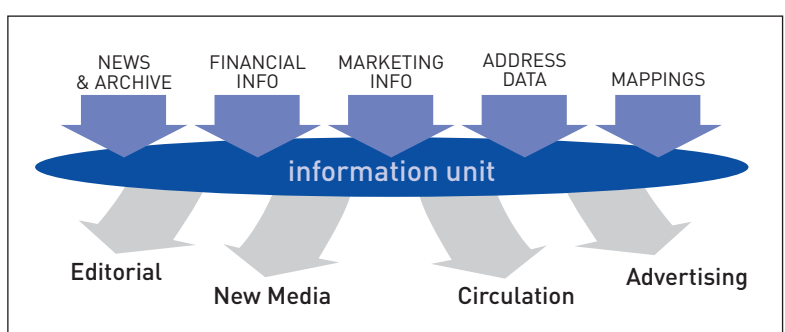 NEWS
& ARCHIVE
FINANCIAL
INFO
MARKETING
INFO
ADDRESS
DATA
MAPPINGS
information unit
Editorial
New Media
Circulation
Advertising